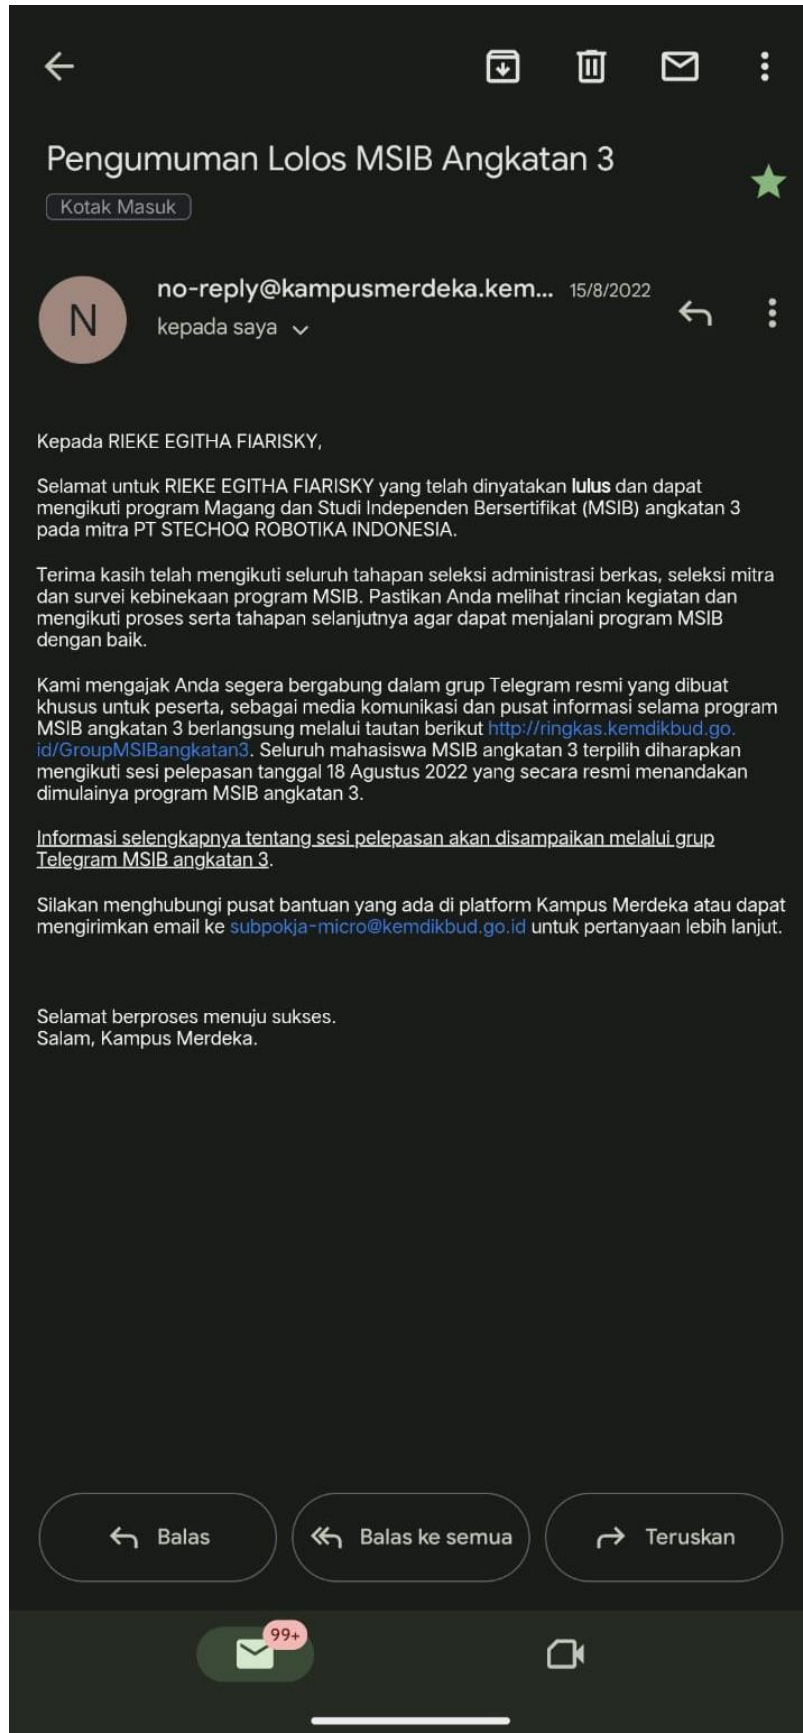 Pengumuman Lolos MSIB Angkatan 3
Kotak Masuk
N
no-reply@kampusmerdeka.kem... 15/8/2022
kepada saya
Kepada RIEKE EGITHA FIARISKY,
Selamat untuk RIEKE EGITHA FIARISKY yang telah dinyatakan lulus dan dapat
mengikuti program Magang dan Studi Independen Bersertifikat (MSIB) angkatan 3
pada mitra PT STECHOQ ROBOTIKA INDONESIA.
Terima kasih telah mengikuti seluruh tahapan seleksi administrasi berkas, seleksi mitra
dan survei kebinekaan program MSIB. Pastikan Anda melihat rincian kegiatan dan
mengikuti proses serta tahapan selanjutnya agar dapat menjalani program MSIB
dengan baik.
Kami mengajak Anda segera bergabung dalam grup Telegram resmi yang dibuat
khusus untuk peserta, sebagai media komunikasi dan pusat informasi selama program
MSIB angkatan 3 berlangsung melalui tautan berikut http://ringkas.kemdikbud.go.
id/GroupMSIBangkatan3. Seluruh mahasiswa MSIB angkatan 3 terpilih diharapkan
mengikuti sesi pelepasan tanggal 18 Agustus 2022 yang secara resmi menandakan
dimulainya program MSIB angkatan 3.
Informasi selengkapnya tentang sesi pelepasan akan disampaikan melalui grup
Telegram MSIB angkatan 3.
Silakan menghubungi pusat bantuan yang ada di platform Kampus Merdeka atau dapat
mengirimkan email ke subpokja-micro@kemdikbud.go.id untuk pertanyaan lebih lanjut.
Selamat berproses menuju sukses.
Salam, Kampus Merdeka.
Balas Balas ke semua Teruskan
99+